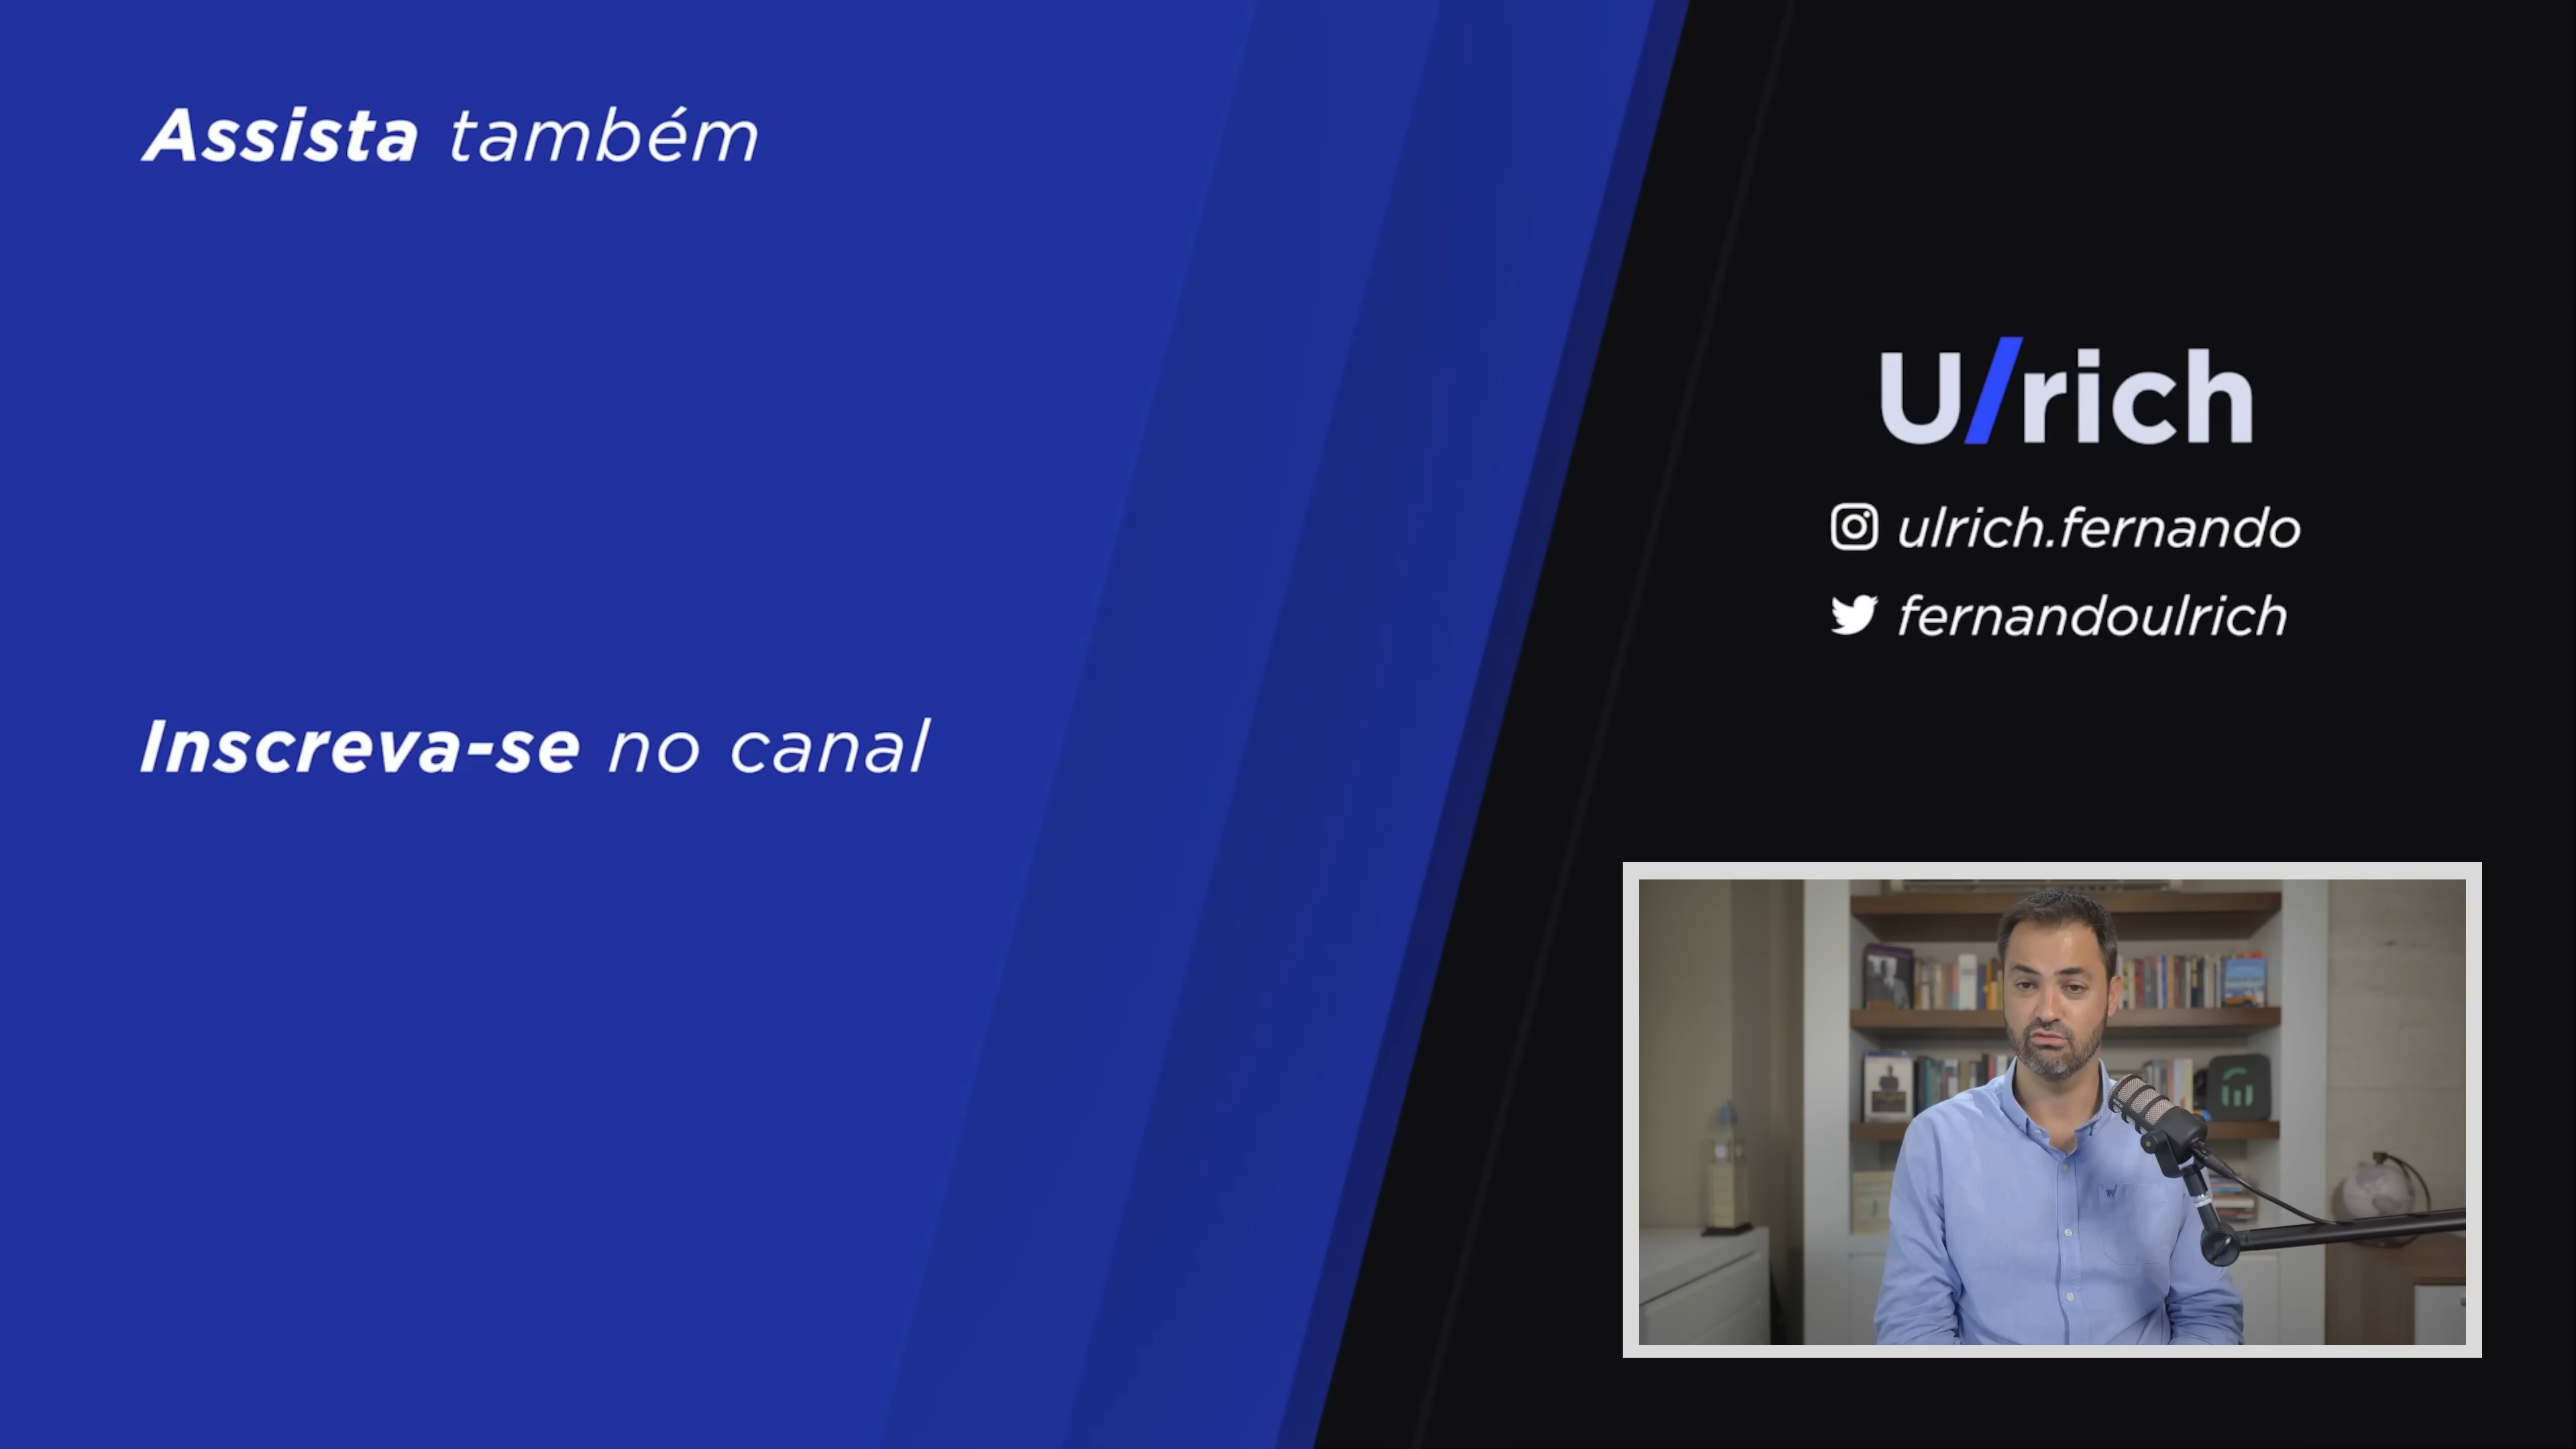 Assista também
Inscreva-se no canal
U/rich
ulrich.fernando
fernandoulrich